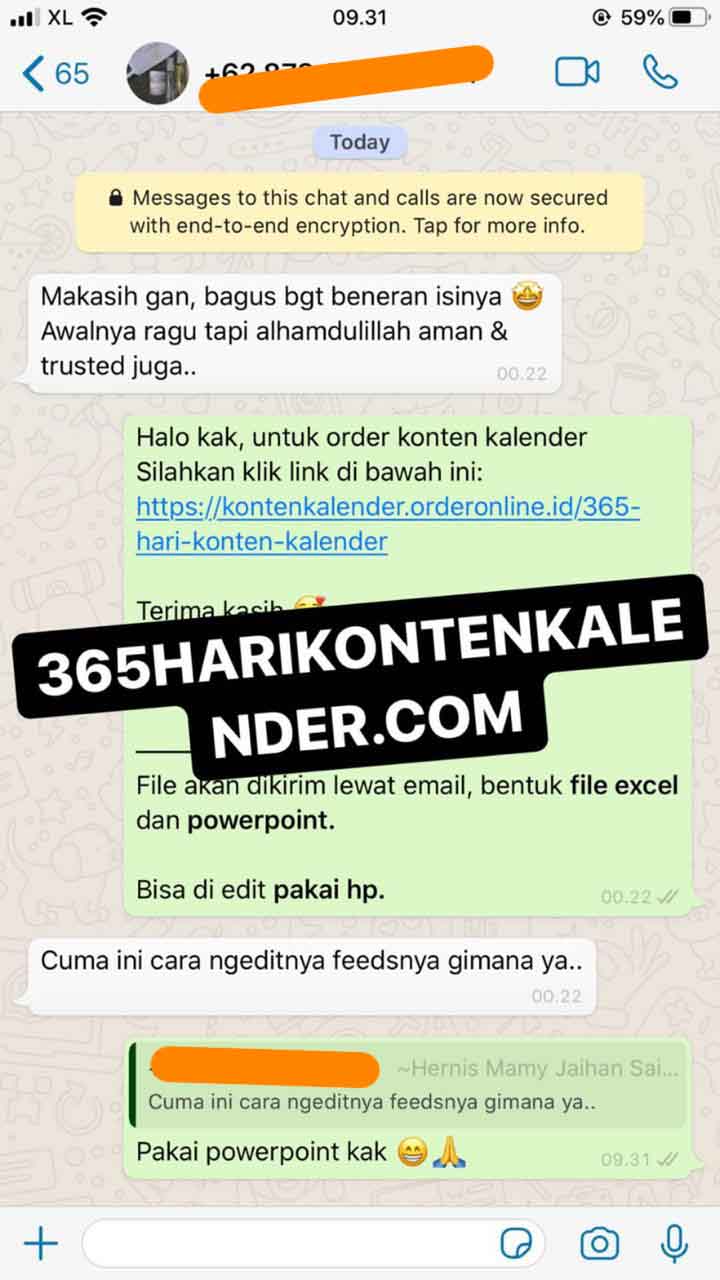 XL 09.31 59%
65 +62
Today
Messages to this chat and calls are now secured
with end-to-end encryption. Tap for more info.
Makasih gan, bagus bgt beneran isinya 🤩
Awalnya ragu tapi alhamdulillah aman &
trusted juga.. 00.22
Halo kak, untuk order konten kalender
Silahkan klik link di bawah ini:
https://kontenkalender.orderonline.id/365-
hari-konten-kalender
Terima kasih 🥰
365HARIKONTENKALE
NDER.COM
File akan dikirim lewat email, bentuk file excel
dan powerpoint.
Bisa di edit pakai hp. 00.22
Cuma ini cara ngeditnya feedsnya gimana ya..
00.22
~Hernis Mamy Jaihan Sai...
Cuma ini cara ngeditnya feedsnya gimana ya..
Pakai powerpoint kak 😁🙏 09.31